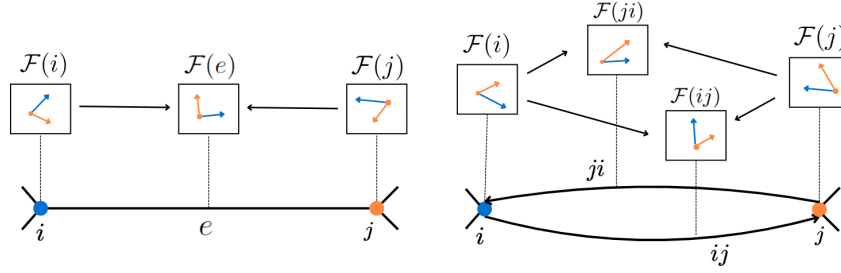 ℱ(i)
ℱ(e)
ℱ(j)
i
e
j
ℱ(ji)
ℱ(i)
ℱ(j)
ℱ(ij)
ji
i
j
ij